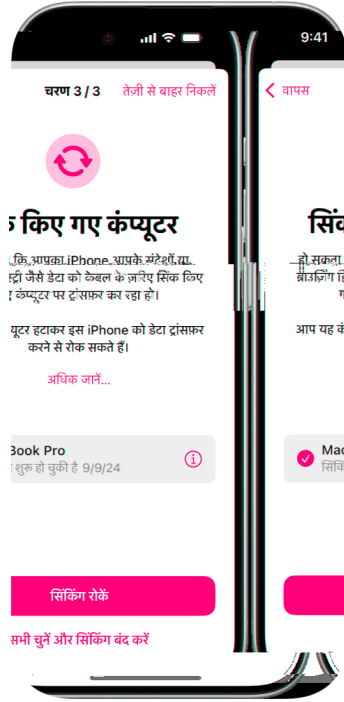 चरण 3 / 3 तेज़ी से बाहर निकलें
किए गए कंप्यूटर
कि आपका iPhone आपके संदेशों या
जैसे डेटा को केबल के ज़रिए सिंक किए
कंप्यूटर पर ट्रांसफ़र कर रहा हो।
यूटर हटाकर इस iPhone को डेटा ट्रांसफ़र
करने से रोक सकते हैं।
अधिक जानें...
Book Pro
शुरू हो चुकी है 9/9/24
सिंकिंग रोकें
सभी चुनें और सिंकिंग बंद करें
9:41
वापस
हो सकता
ब्राउज़िंग
आप यह
Mac